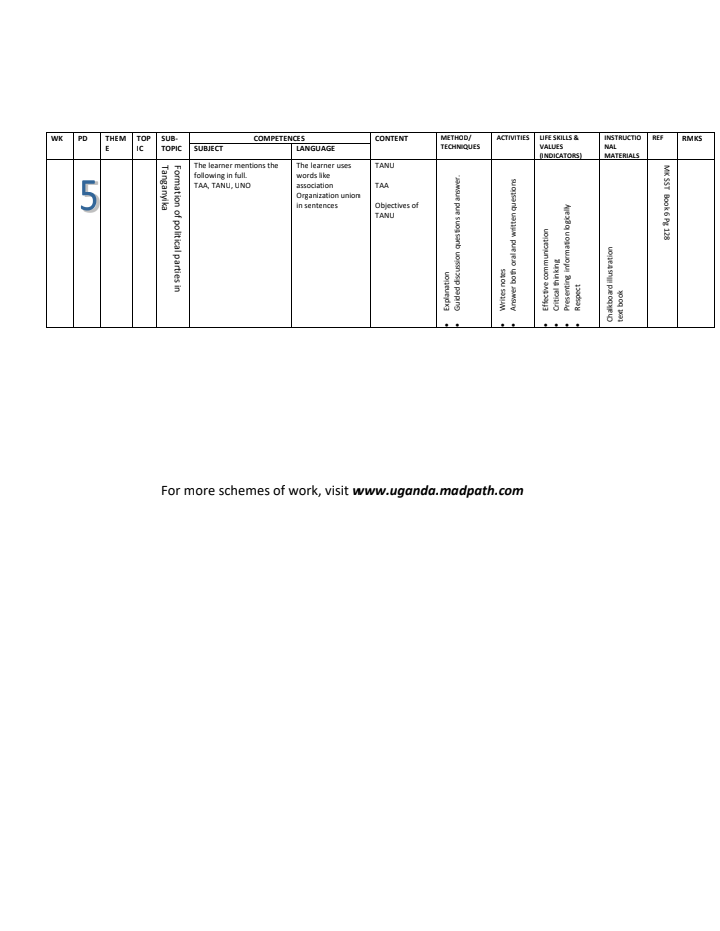 WK
PD
THEM
E
TOP
IC
SUB-
TOPIC
COMPETENCES
SUBJECT
LANGUAGE
CONTENT
METHOD/
TECHNIQUES
ACTIVITIES
LIFE SKILLS &
VALUES
(INDICATORS)
INSTRUCTIO
NAL
MATERIALS
REF
RMKS
5
Formation of political parties in
Tanganyika
The learner mentions the
following in full.
TAA, TANU, UNO
The learner uses
words like
association
Organization union
in sentences
TANU
TAA
Objectives of
TANU
• Explanation
• Guided discussion questions and answer.
• Writes notes
• Answer both oral and written questions
• Effective communication
• Critical thinking
• Presenting information logically
• Respect
Chalkboard illustration
text book
MK SST Book 6 Pg 128
For more schemes of work, visit www.uganda.madpath.com